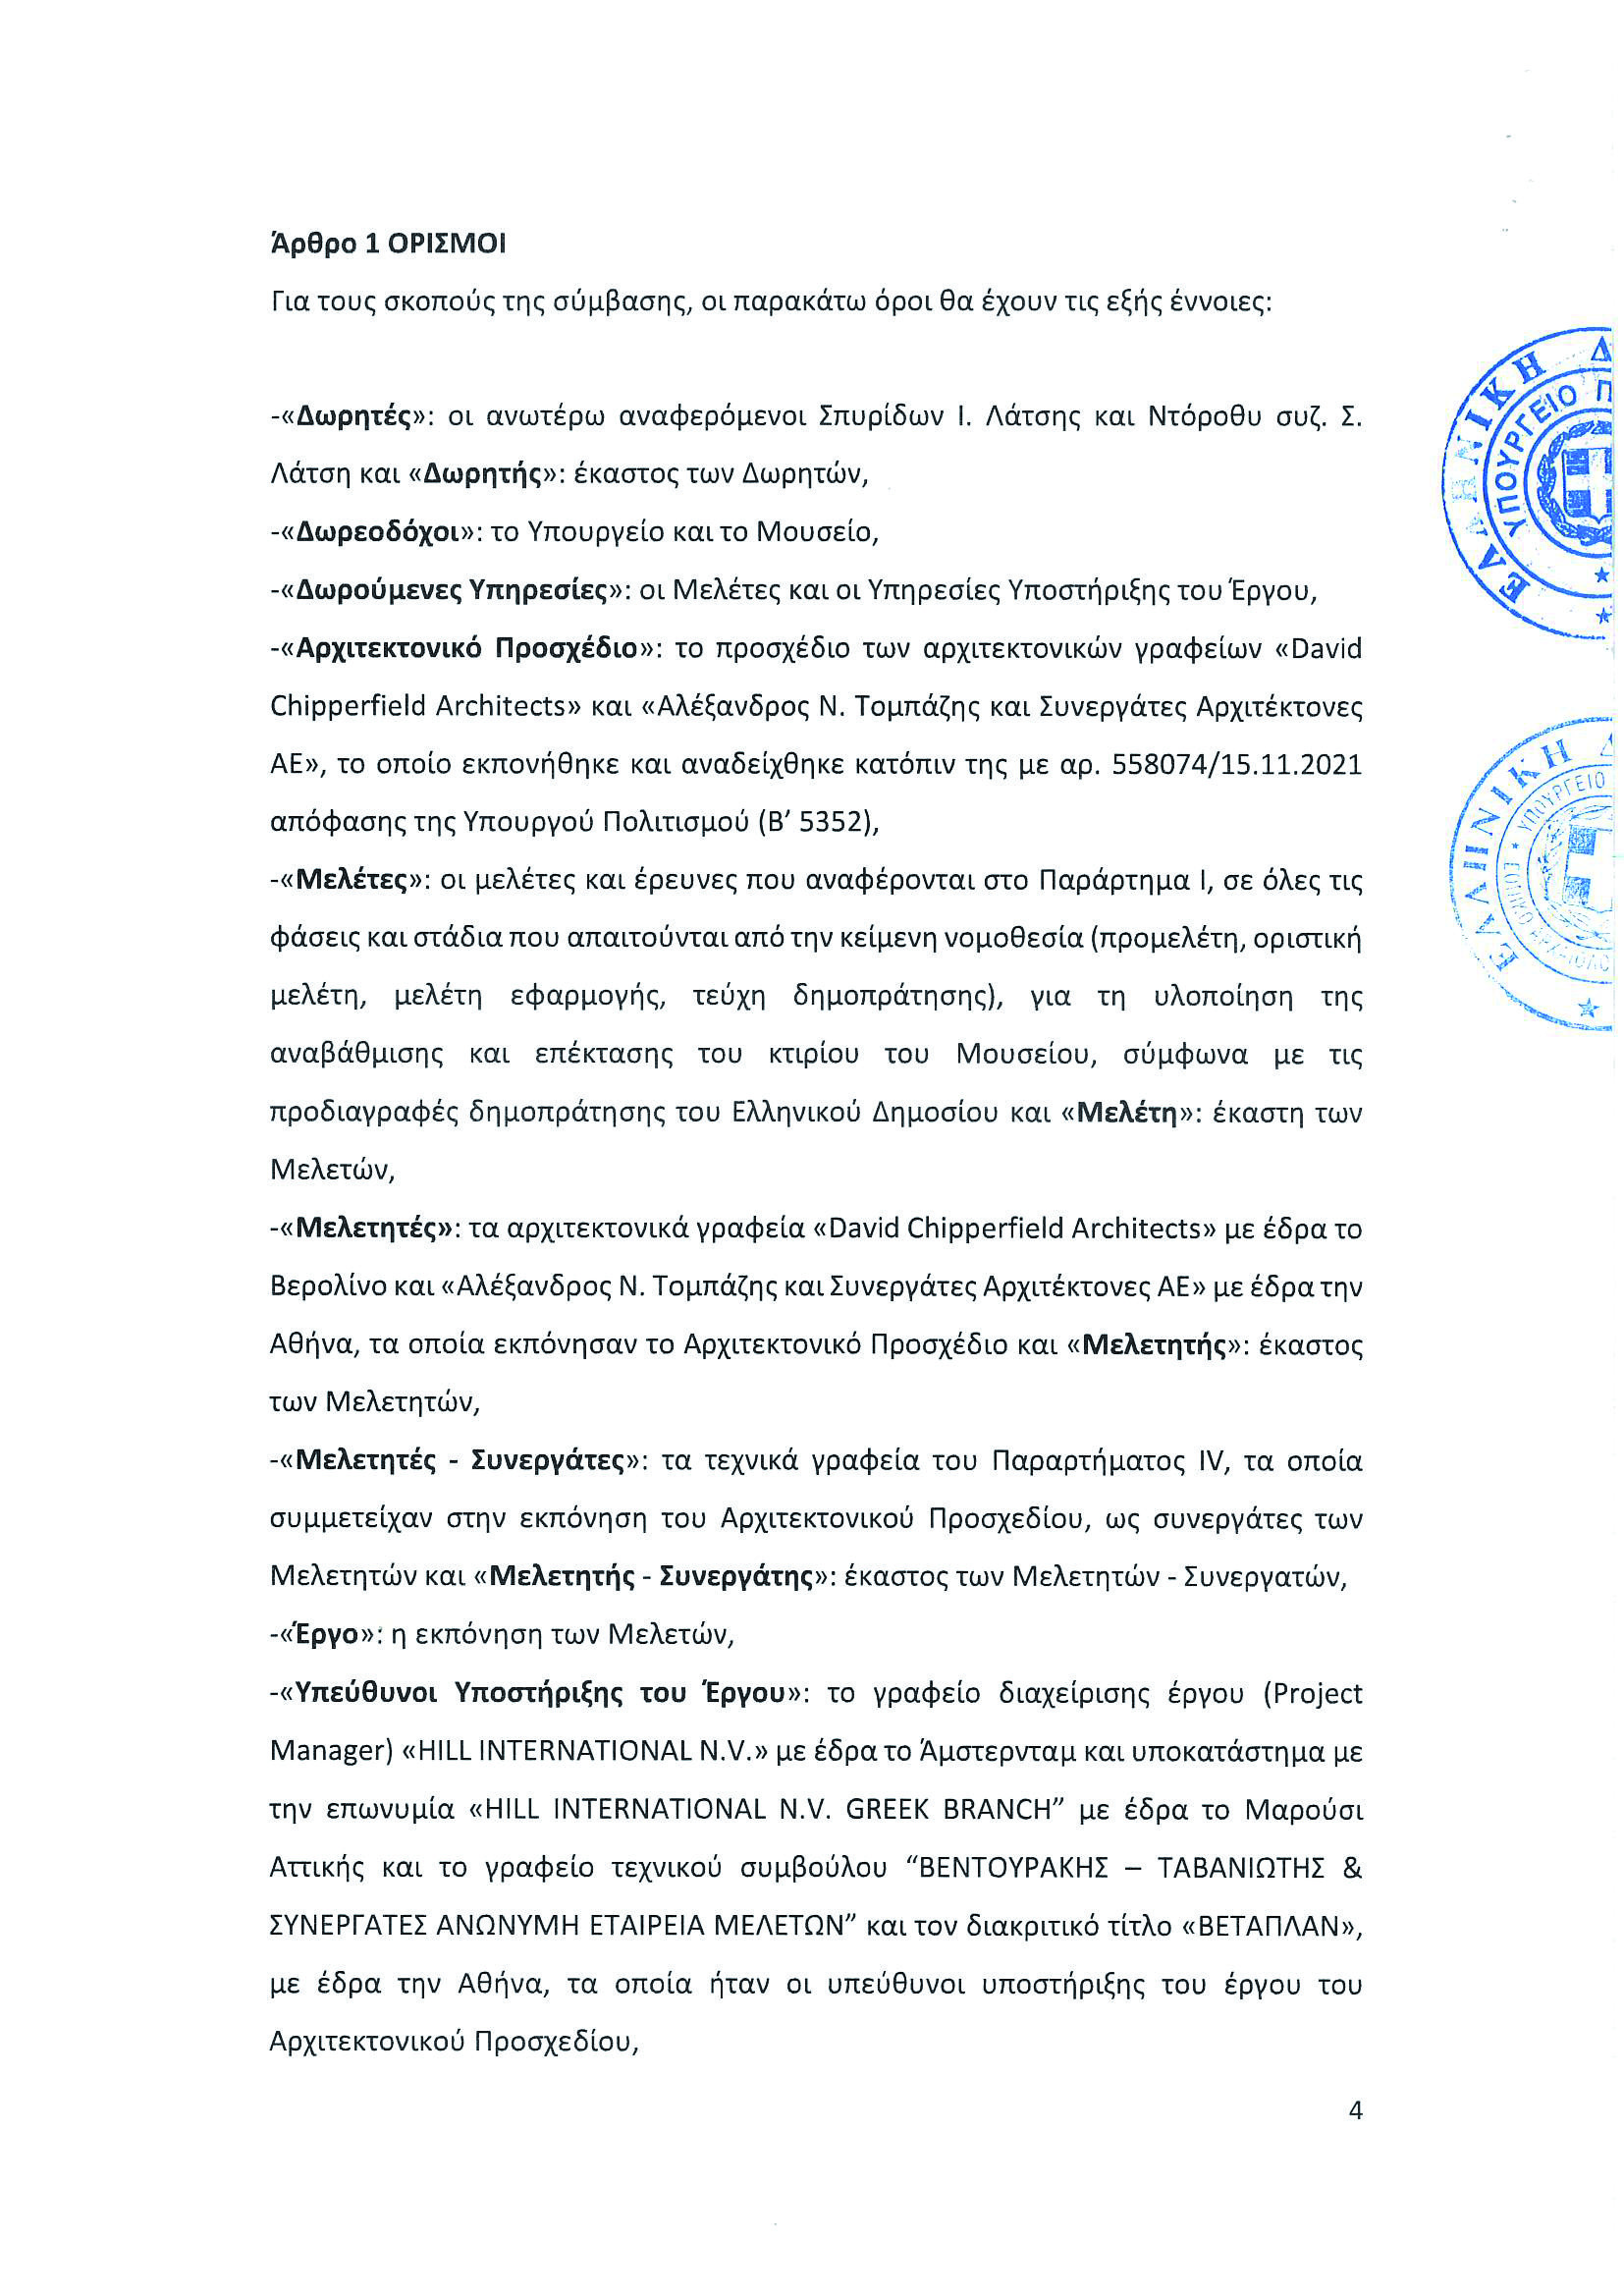 Άρθρο 1 ΟΡΙΣΜΟΙ
Για τους σκοπούς της σύμβασης, οι παρακάτω όροι θα έχουν τις εξής έννοιες:
-«Δωρητές»: οι ανωτέρω αναφερόμενοι Σπυρίδων Ι. Λάτσης και Ντόροθυ συζ. Σ.
Λάτση και «Δωρητής»: έκαστος των Δωρητών,
-«Δωρεοδόχοι»: το Υπουργείο και το Μουσείο,
-«Δωρούμενες Υπηρεσίες»: οι Μελέτες και οι Υπηρεσίες Υποστήριξης του Έργου,
-«Αρχιτεκτονικό Προσχέδιο»: το προσχέδιο των αρχιτεκτονικών γραφείων «David
Chipperfield Architects» και «Αλέξανδρος Ν. Τομπάζης και Συνεργάτες Αρχιτέκτονες
ΑΕ», το οποίο εκπονήθηκε και αναδείχθηκε κατόπιν της με αρ. 558074/15.11.2021
απόφασης της Υπουργού Πολιτισμού (Β’ 5352),
-«Μελέτες»: οι μελέτες και έρευνες που αναφέρονται στο Παράρτημα Ι, σε όλες τις
φάσεις και στάδια που απαιτούνται από την κείμενη νομοθεσία (προμελέτη, οριστική
μελέτη, μελέτη εφαρμογής, τεύχη δημοπράτησης), για τη υλοποίηση της
αναβάθμισης και επέκτασης του κτιρίου του Μουσείου, σύμφωνα με τις
προδιαγραφές δημοπράτησης του Ελληνικού Δημοσίου και «Μελέτη»: έκαστη των
Μελετών,
-«Μελετητές»: τα αρχιτεκτονικά γραφεία «David Chipperfield Architects» με έδρα το
Βερολίνο και «Αλέξανδρος Ν. Τομπάζης και Συνεργάτες Αρχιτέκτονες ΑΕ» με έδρα την
Αθήνα, τα οποία εκπόνησαν το Αρχιτεκτονικό Προσχέδιο και «Μελετητής»: έκαστος
των Μελετητών,
-«Μελετητές - Συνεργάτες»: τα τεχνικά γραφεία του Παραρτήματος IV, τα οποία
συμμετείχαν στην εκπόνηση του Αρχιτεκτονικού Προσχεδίου, ως συνεργάτες των
Μελετητών και «Μελετητής - Συνεργάτης»: έκαστος των Μελετητών - Συνεργατών,
-«Έργο»: η εκπόνηση των Μελετών,
-«Υπεύθυνοι Υποστήριξης του Έργου»: το γραφείο διαχείρισης έργου (Project
Manager) «HILL INTERNATIONAL N.V.» με έδρα το Άμστερνταμ και υποκατάστημα με
την επωνυμία «HILL INTERNATIONAL N.V. GREEK BRANCH” με έδρα το Μαρούσι
Αττικής και το γραφείο τεχνικού συμβούλου “ΒΕΝΤΟΥΡΑΚΗΣ – ΤΑΒΑΝΙΩΤΗΣ &
ΣΥΝΕΡΓΑΤΕΣ ΑΝΩΝΥΜΗ ΕΤΑΙΡΕΙΑ ΜΕΛΕΤΩΝ” και τον διακριτικό τίτλο «ΒΕΤΑΠΛΑΝ»,
με έδρα την Αθήνα, τα οποία ήταν οι υπεύθυνοι υποστήριξης του έργου του
Αρχιτεκτονικού Προσχεδίου,
4
ΕΛΛΗΝΙΚΗ Δ
ΥΠΟΥΡΓΕΙΟ Π
ΕΛΛΗΝΙΚΗ Δ
ΥΠΟΥΡΓΕΙΟ